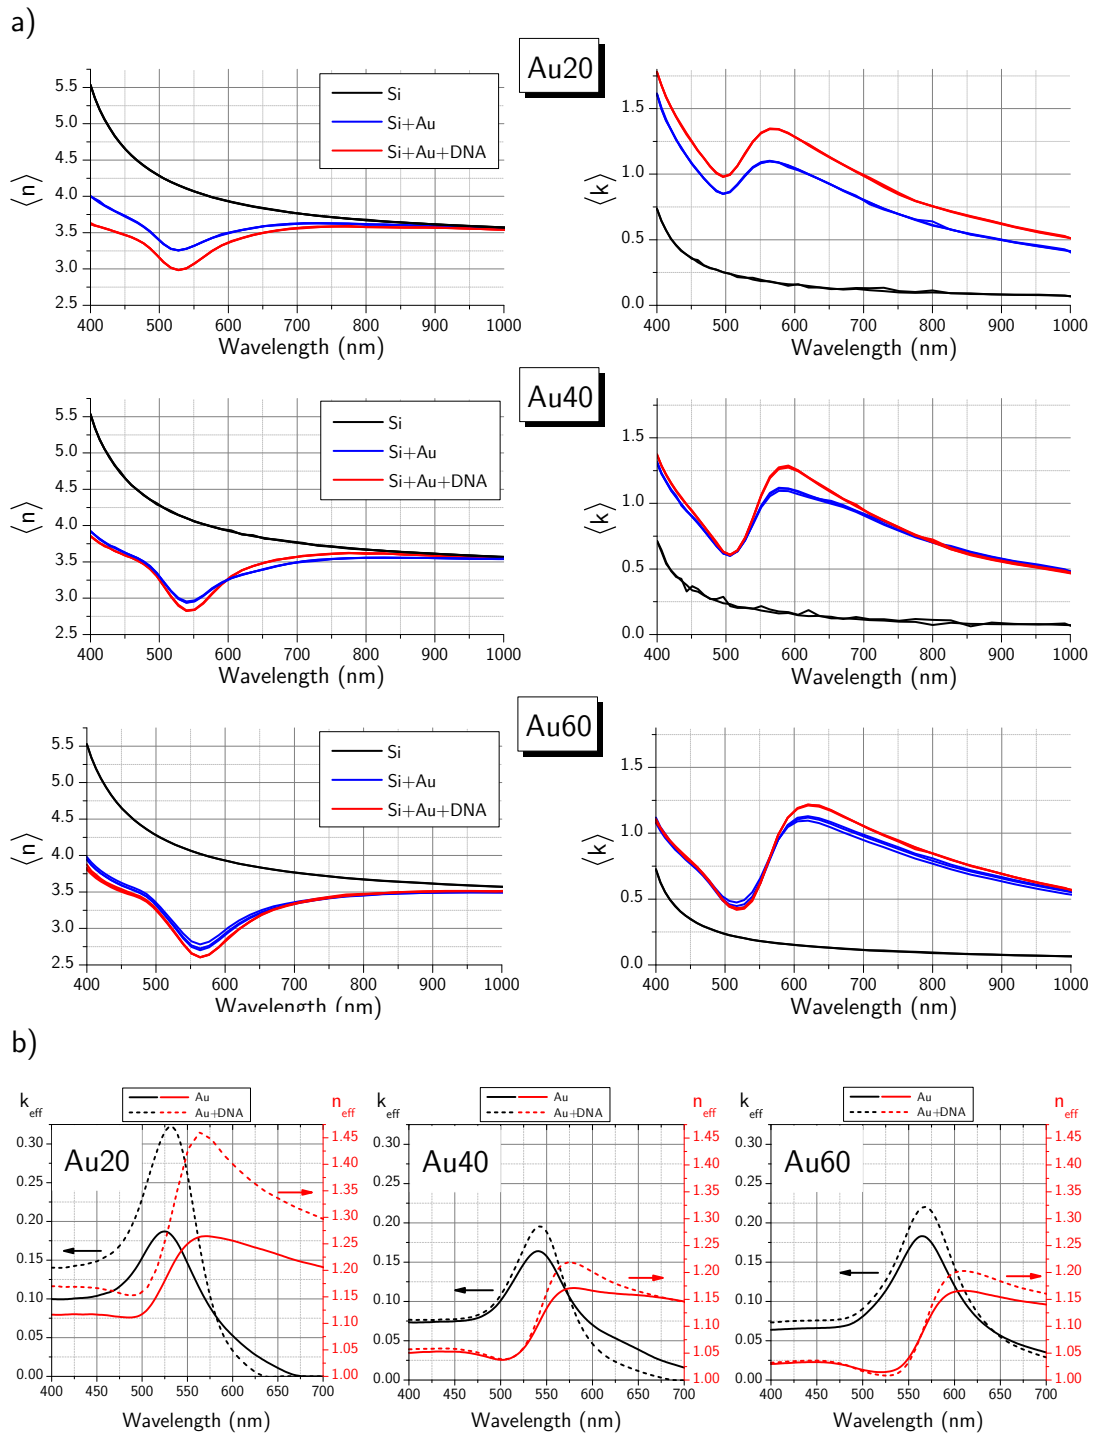 a)
Au20
5.5
5.0
4.5
4.0
3.5
3.0
2.5
⟨n⟩
Si
Si+Au
Si+Au+DNA
400 500 600 700 800 900 1000
Wavelength (nm)
1.5
1.0
0.5
0.0
⟨k⟩
400 500 600 700 800 900 1000
Wavelength (nm)
Au40
5.5
5.0
4.5
4.0
3.5
3.0
2.5
⟨n⟩
Si
Si+Au
Si+Au+DNA
400 500 600 700 800 900 1000
Wavelength (nm)
1.5
1.0
0.5
0.0
⟨k⟩
400 500 600 700 800 900 1000
Wavelength (nm)
Au60
5.5
5.0
4.5
4.0
3.5
3.0
2.5
⟨n⟩
Si
Si+Au
Si+Au+DNA
400 500 600 700 800 900 1000
Wavelength (nm)
1.5
1.0
0.5
0.0
⟨k⟩
400 500 600 700 800 900 1000
Wavelength (nm)
b)
k eff
Au
Au+DNA
n eff
Au20
0.30
0.25
0.20
0.15
0.10
0.05
0.00
1.45
1.40
1.35
1.30
1.25
1.20
1.15
1.10
1.05
1.00
400 450 500 550 600 650 700
Wavelength (nm)
k eff
Au
Au+DNA
n eff
Au40
0.30
0.25
0.20
0.15
0.10
0.05
0.00
1.45
1.40
1.35
1.30
1.25
1.20
1.15
1.10
1.05
1.00
400 450 500 550 600 650 700
Wavelength (nm)
k eff
Au
Au+DNA
n eff
Au60
0.30
0.25
0.20
0.15
0.10
0.05
0.00
1.45
1.40
1.35
1.30
1.25
1.20
1.15
1.10
1.05
1.00
400 450 500 550 600 650 700
Wavelength (nm)